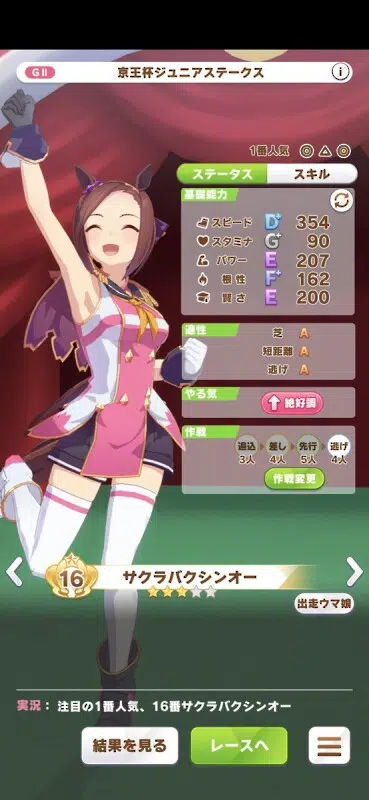 GⅡ 京王杯ジュニアステークス
1番人気 ◎ △ ◎
ステータス スキル
基礎能力
スピード D+ 354
スタミナ G+ 90
パワー E 207
根性 F+ 162
賢さ E 200
適性
芝 A
短距離 A
逃げ A
やる気
絶好調
作戦
追込 差し 先行 逃げ
3人 4人 5人 4人
作戦変更
16 サクラバクシンオー
出走ウマ娘
実況: 注目の1番人気、16番サクラバクシンオー
結果を見る レースへ